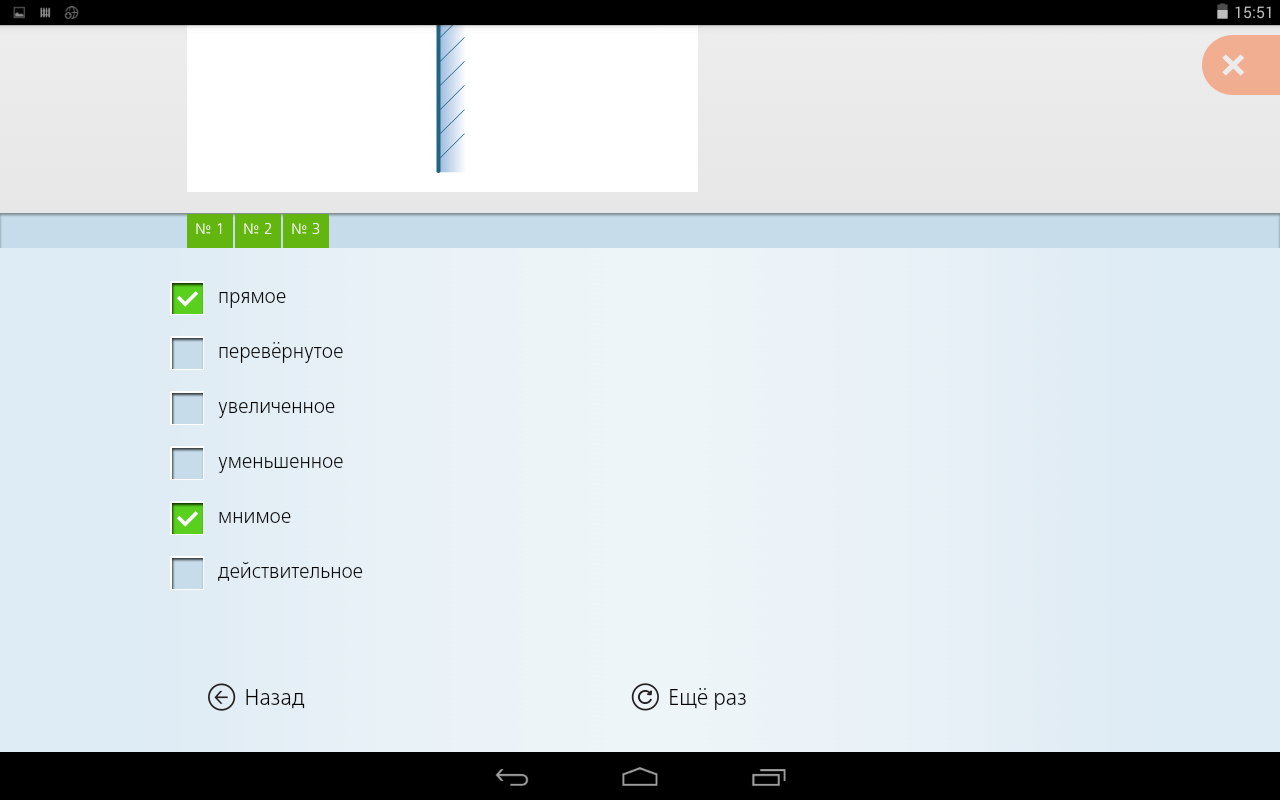 15:51
№ 1 № 2 № 3
прямое
перевёрнутое
увеличенное
уменьшенное
мнимое
действительное
Назад Ещё раз